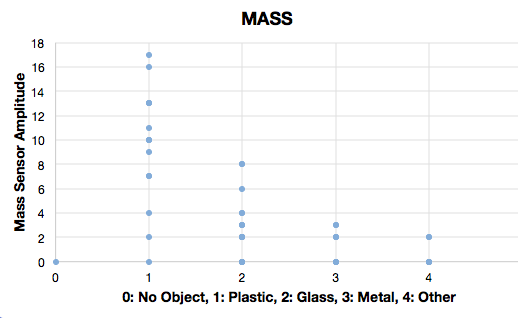 MASS
Mass Sensor Amplitude
18
16
14
12
10
8
6
4
2
0
0 1 2 3 4
0: No Object, 1: Plastic, 2: Glass, 3: Metal, 4: Other